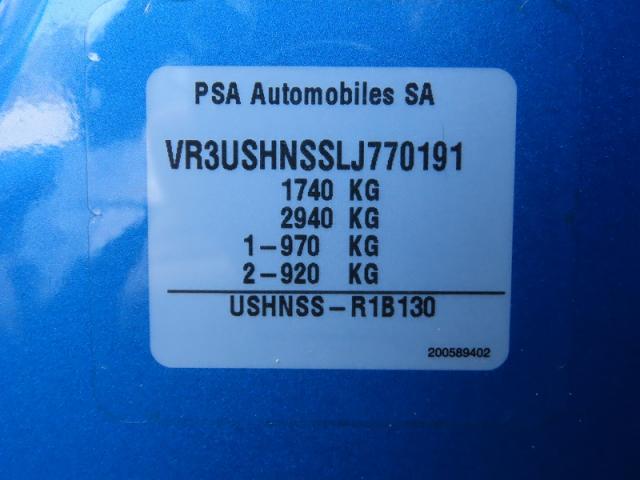 PSA Automobiles SA
VR3USHNSSLJ770191
1740 KG
2940 KG
1-970 KG
2-920 KG
USHNSS-R1B130
200589402